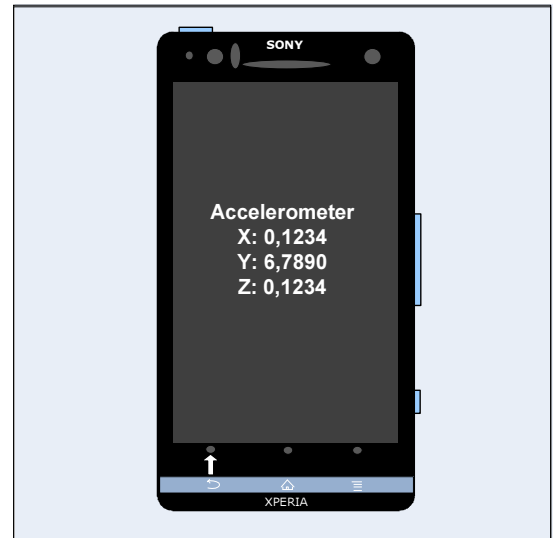 SONY
Accelerometer
X: 0,1234
Y: 6,7890
Z: 0,1234
XPERIA